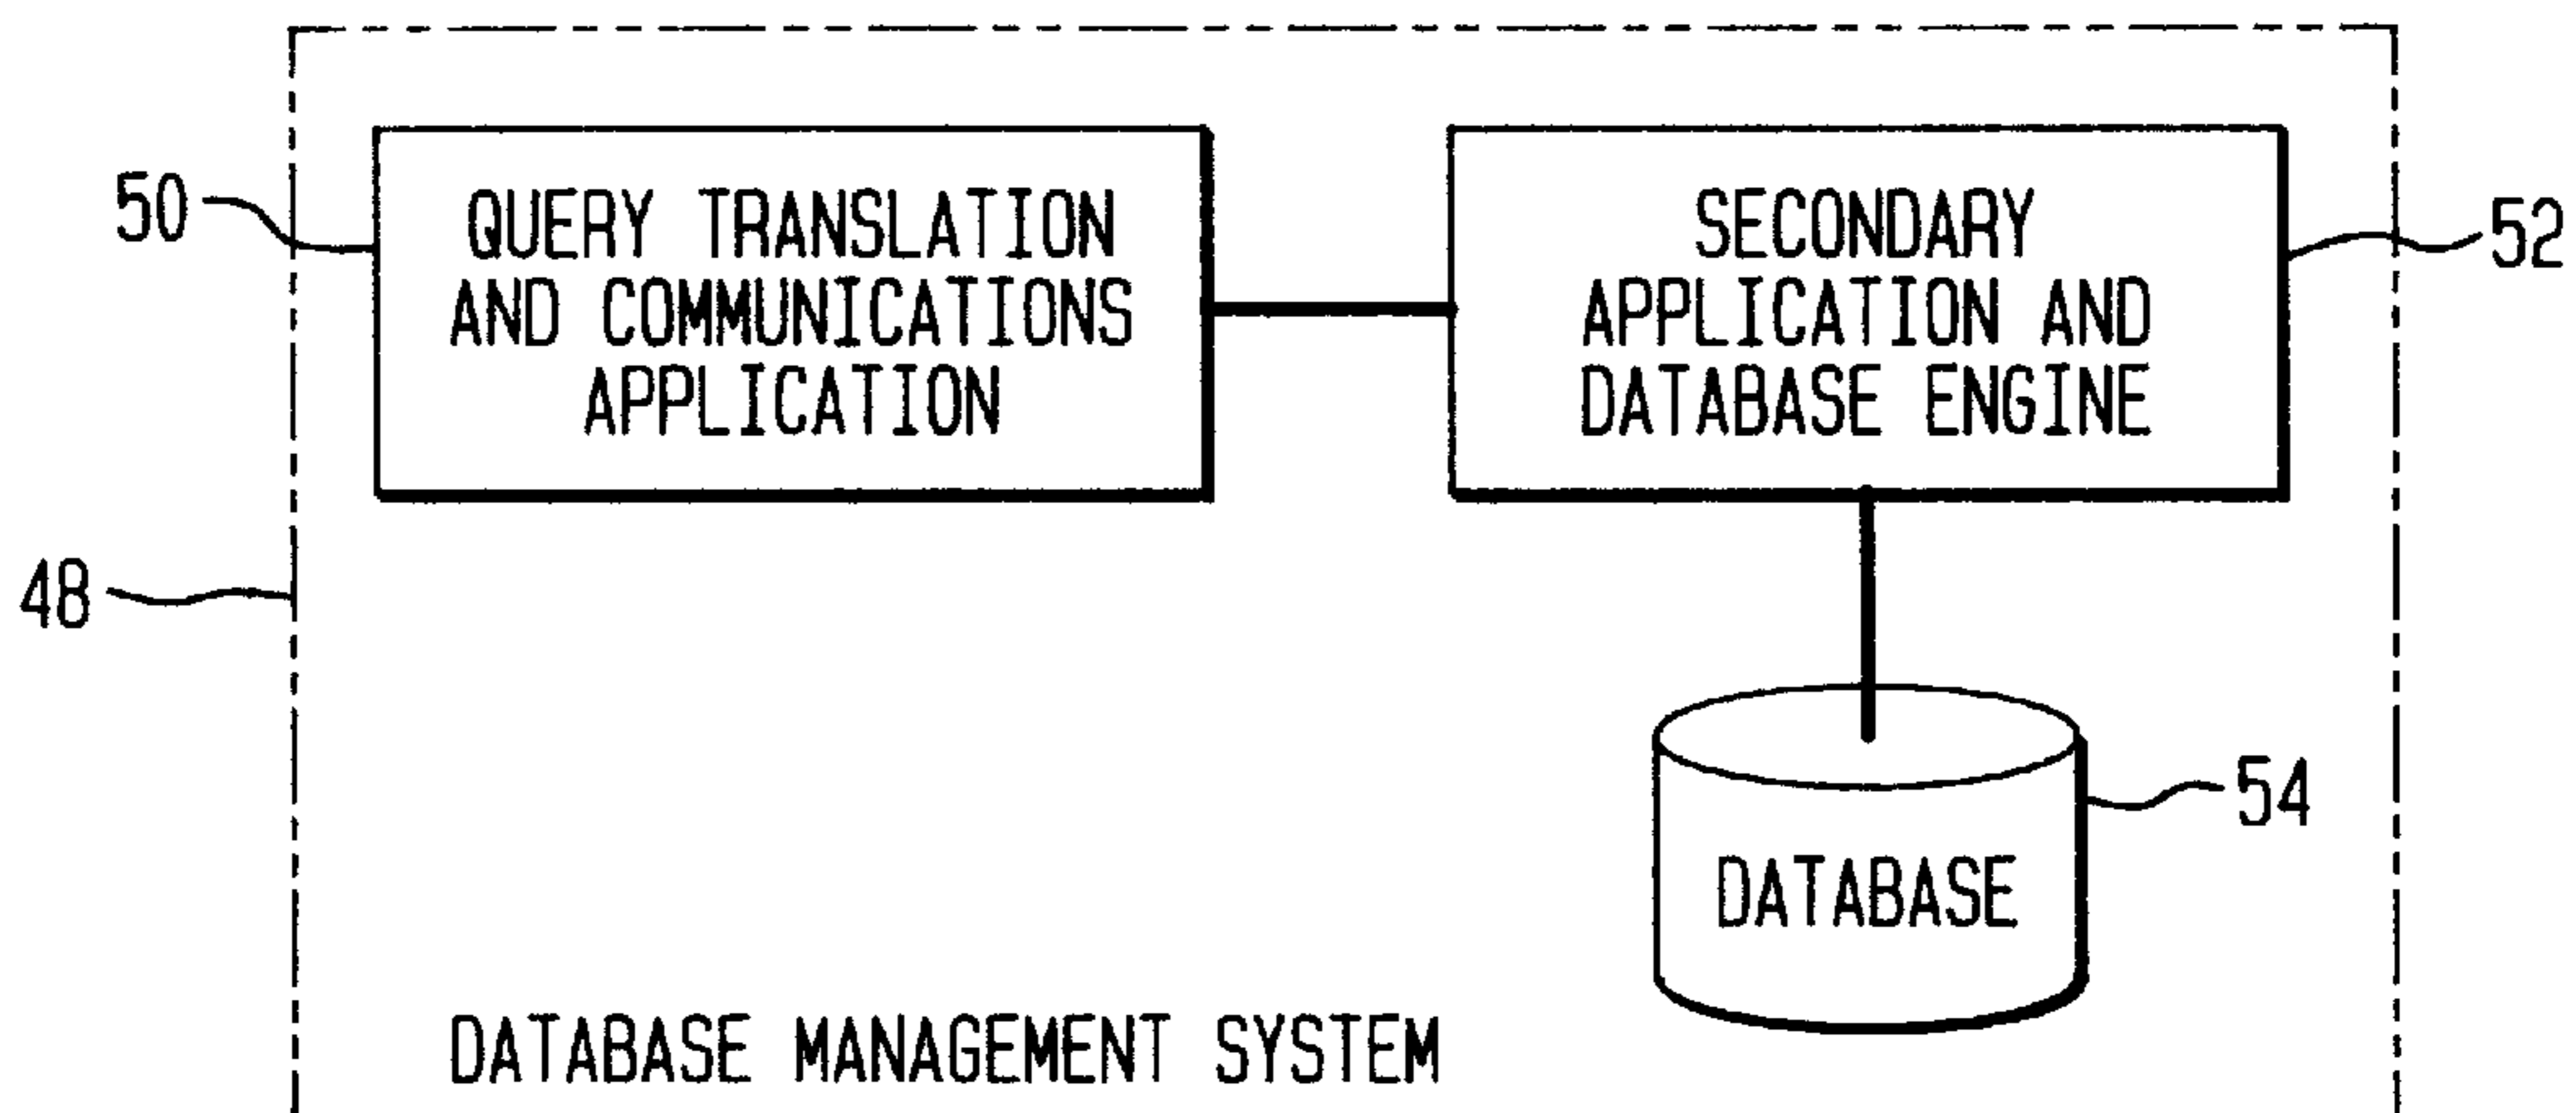 50
QUERY TRANSLATION
AND COMMUNICATIONS
APPLICATION
SECONDARY
APPLICATION AND
DATABASE ENGINE
52
48
54
DATABASE
DATABASE MANAGEMENT SYSTEM